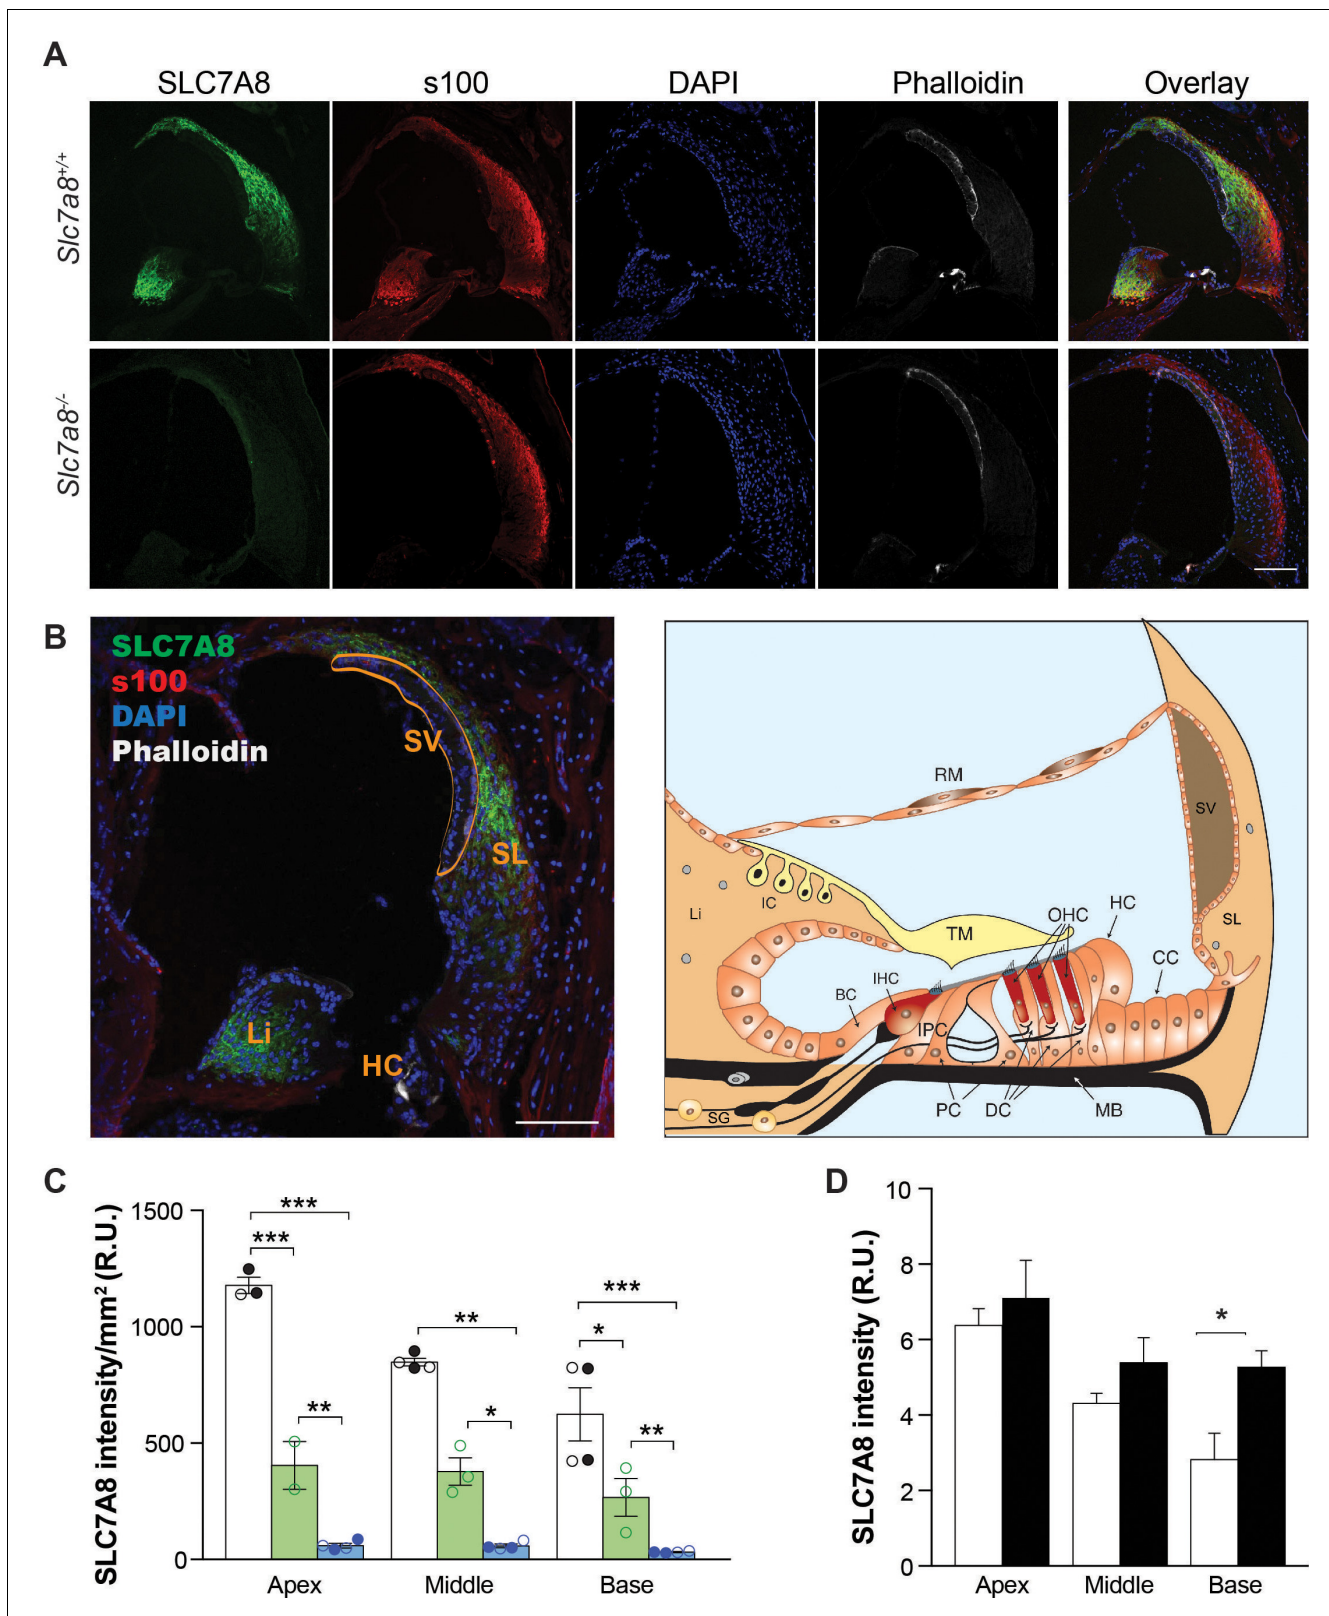 A
SLC7A8 s100 DAPI Phalloidin Overlay
Slc7a8+/+
Slc7a8-/-
B
SLC7A8
s100
DAPI
Phalloidin
SV
SL
Li
HC
RM
SV
Li
IC
TM
OHC
HC
SL
CC
IHC
BC
IPC
SG
PC
DC
MB
C
SLC7A8 intensity/mm² (R.U.)
1500
1000
500
0
***
***
**
**
*
***
*
**
Apex Middle Base
D
SLC7A8 intensity (R.U.)
10
8
6
4
2
0
*
Apex Middle Base